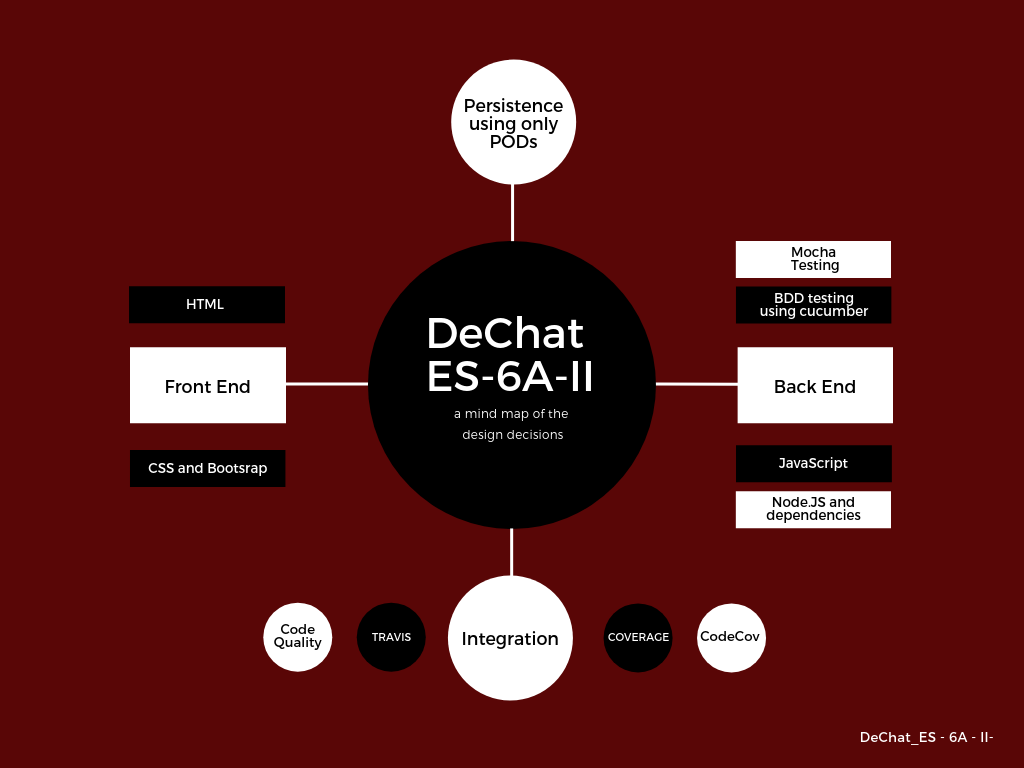 Persistence
using only
PODs
HTML
Front End
CSS and Bootsrap
DeChat
ES-6A-II
a mind map of the
design decisions
Mocha
Testing
BDD testing
using cucumber
Back End
JavaScript
Node.JS and
dependencies
Code
Quality
TRAVIS
Integration
COVERAGE
CodeCov
DeChat_ES - 6A - II-